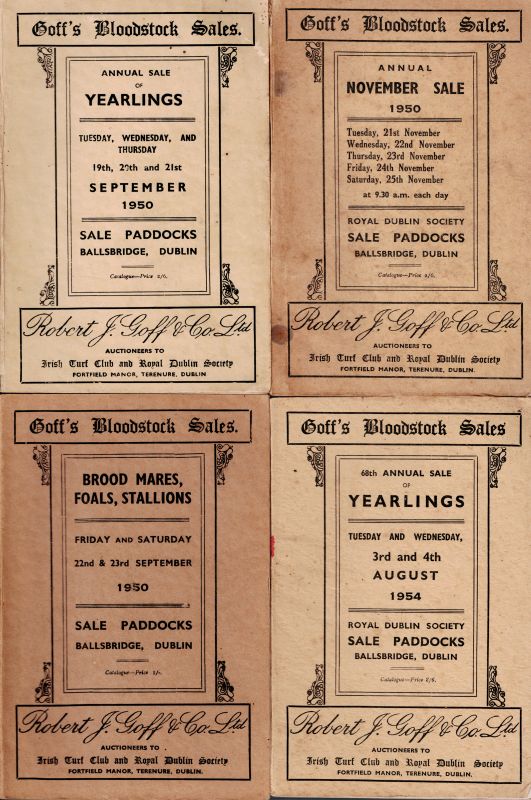 Goff's Bloodstock Sales.
ANNUAL SALE
OF
YEARLINGS
TUESDAY, WEDNESDAY, AND
THURSDAY
19th, 20th and 21st
SEPTEMBER
1950
SALE PADDOCKS
BALLSBRIDGE, DUBLIN
Catalogue—Price 2/6.
Robert J. Goff & Co. Ltd
AUCTIONEERS TO
Irish Turf Club and Royal Dublin Society
FORTFIELD MANOR, TERENURE, DUBLIN
Goff's Bloodstock Sales.
ANNUAL
NOVEMBER SALE
1950
Tuesday, 21st November
Wednesday, 22nd November
Thursday, 23rd November
Friday, 24th November
Saturday, 25th November
at 9.30 a.m. each day
ROYAL DUBLIN SOCIETY
SALE PADDOCKS
BALLSBRIDGE, DUBLIN
Catalogue—Price 2/6.
Robert J. Goff & Co. Ltd
AUCTIONEERS TO
Irish Turf Club and Royal Dublin Society
FORTFIELD MANOR, TERENURE, DUBLIN.
Goff's Bloodstock Sales.
BROOD MARES,
FOALS, STALLIONS
FRIDAY AND SATURDAY
22nd & 23rd SEPTEMBER
1950
SALE PADDOCKS
BALLSBRIDGE, DUBLIN
Catalogue—Price
Robert J. Goff & Co. Ltd
AUCTIONEERS TO
Irish Turf Club and Royal Dublin Society
FORTFIELD MANOR, TERENURE, DUBLIN.
Goff's Bloodstock Sales
68th ANNUAL SALE
OF
YEARLINGS
TUESDAY AND WEDNESDAY,
3rd and 4th
AUGUST
1954
ROYAL DUBLIN SOCIETY
SALE PADDOCKS
BALLSBRIDGE, DUBLIN
Catalogue—Price
Robert J. Goff & Co. Ltd
AUCTIONEERS TO
Irish Turf Club and Royal Dublin Society
FORTFIELD MANOR, TERENURE, DUBLIN.